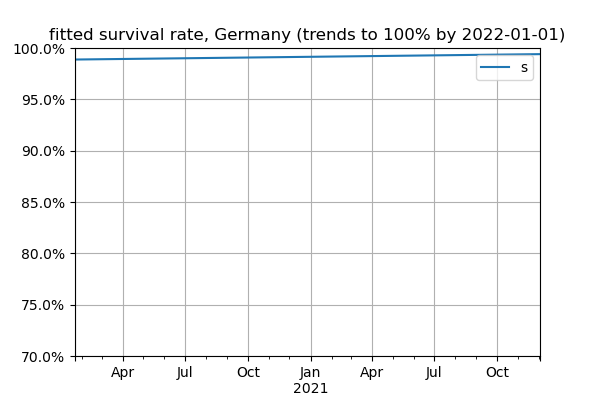 fitted survival rate, Germany (trends to 100% by 2022-01-01)
100.0%
s
95.0%
90.0%
85.0%
80.0%
75.0%
70.0%
Apr Jul Oct Jan Apr Jul Oct
2021